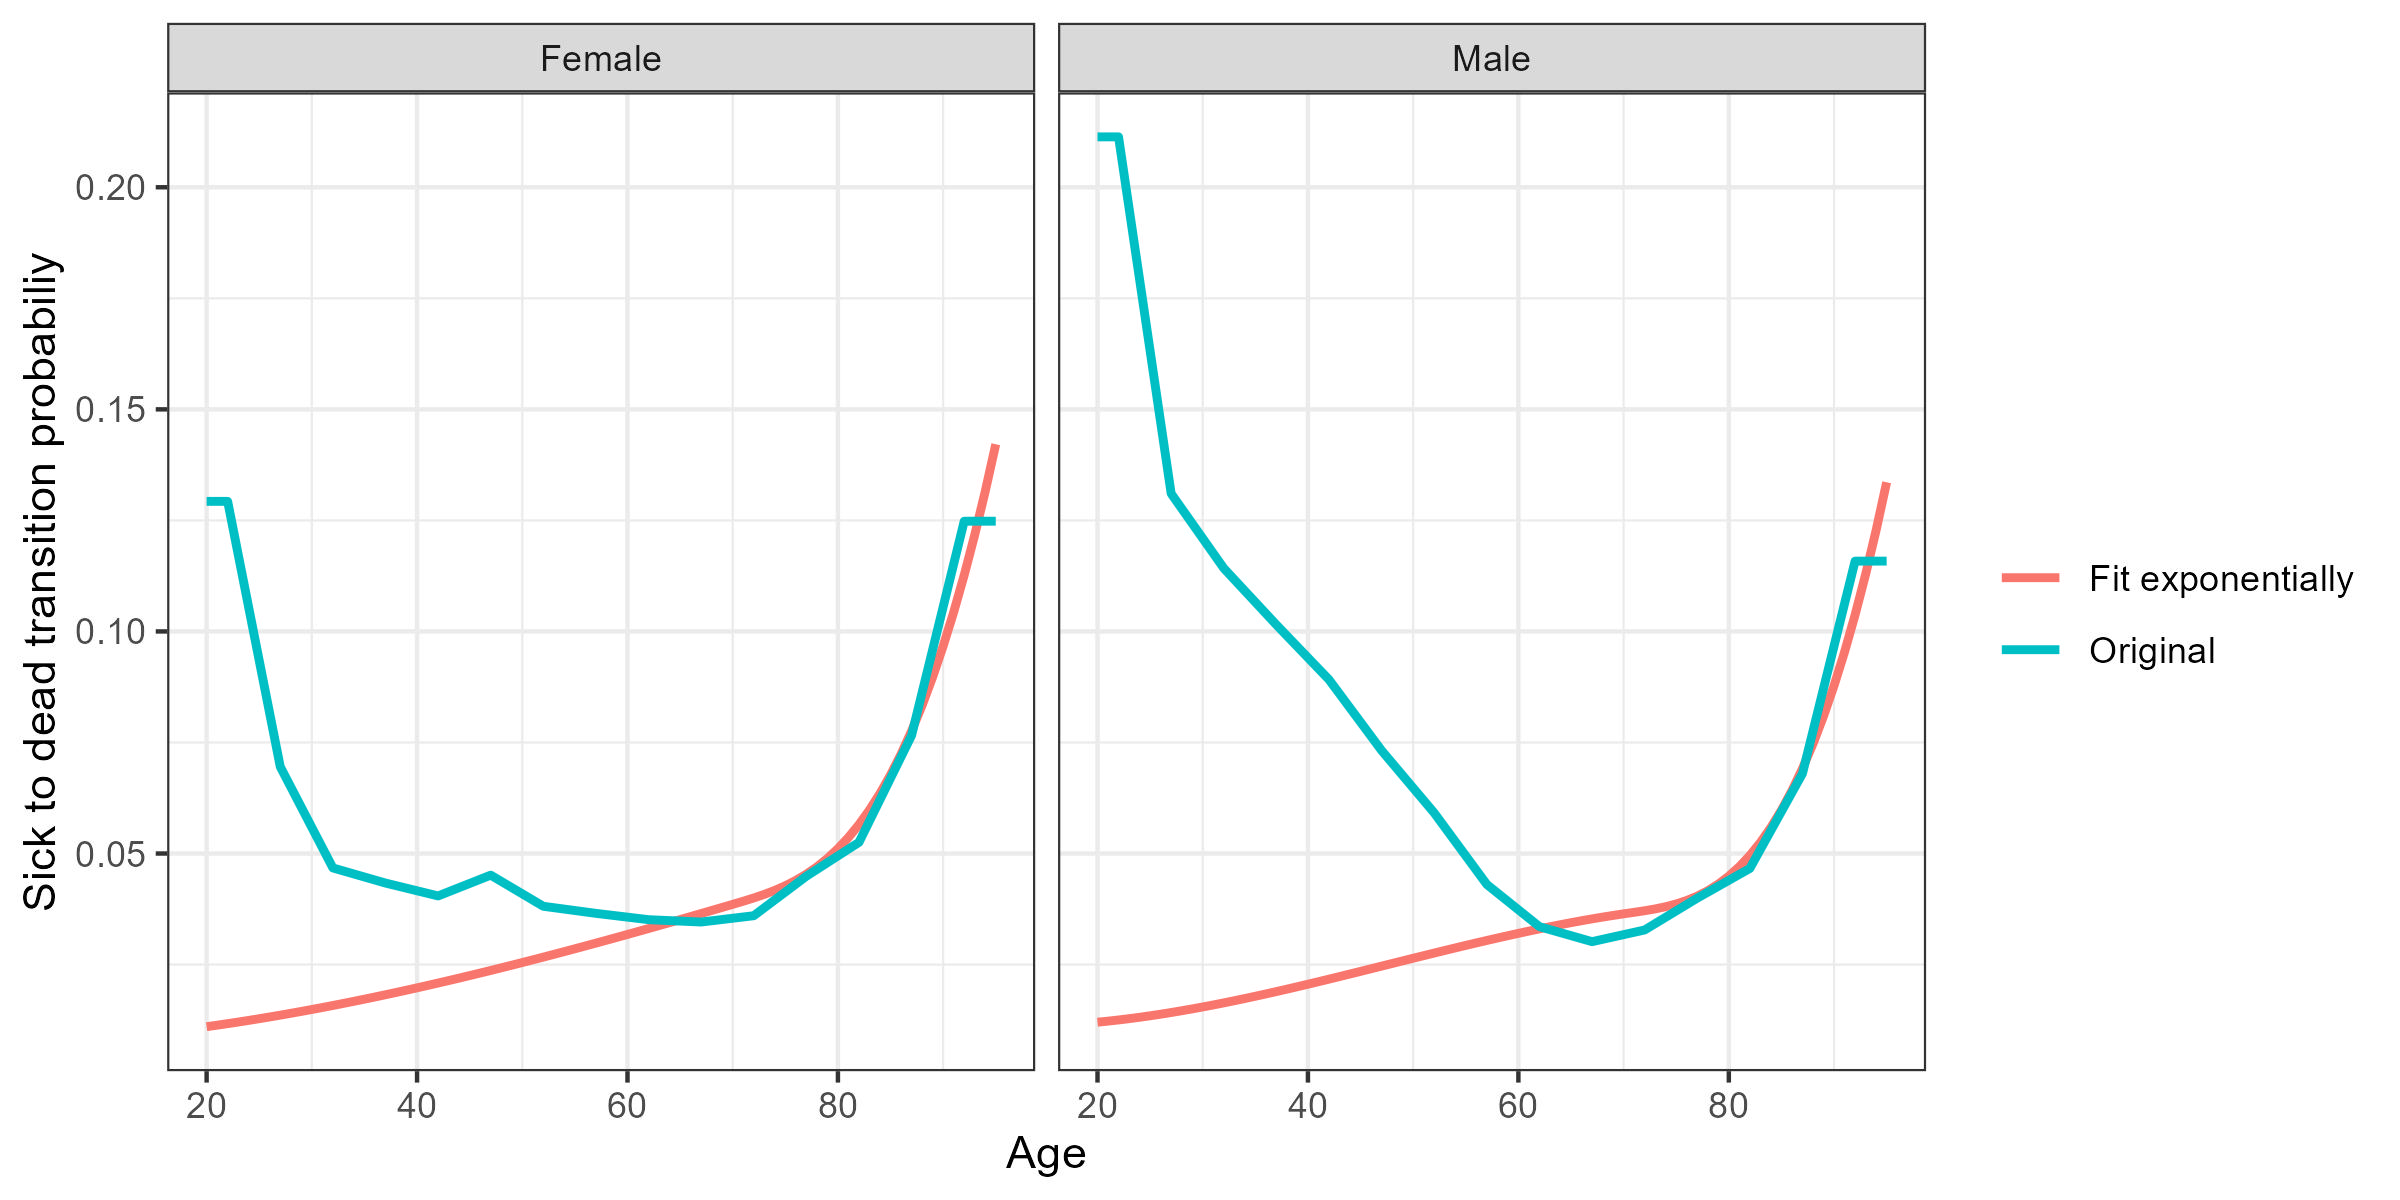 Female
Male
Sick to dead transition probabiliy
0.20
0.15
0.10
0.05
20 40 60 80
20 40 60 80
Age
Fit exponentially
Original